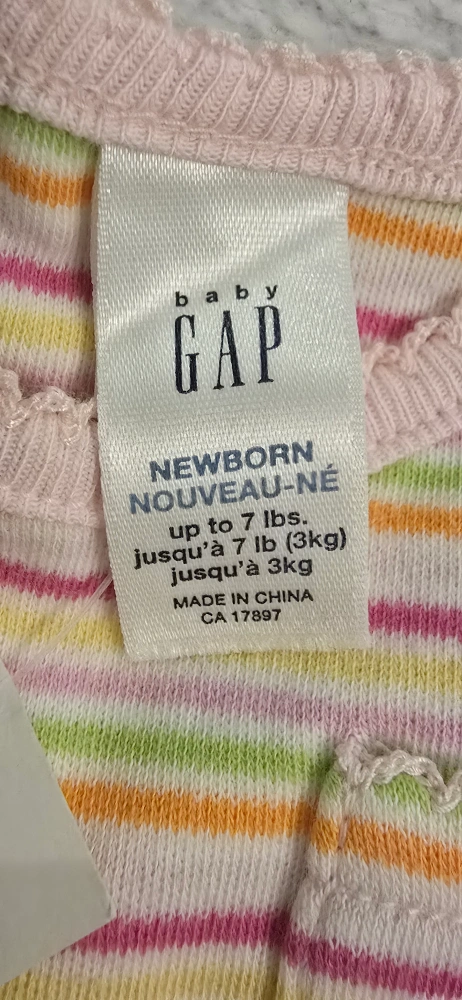 baby
GAP
NEWBORN
NOUVEAU-NÉ
up to 7 lbs.
jusqu'à 7 lb (3kg)
jusqu'à 3kg
MADE IN CHINA
CA 17897